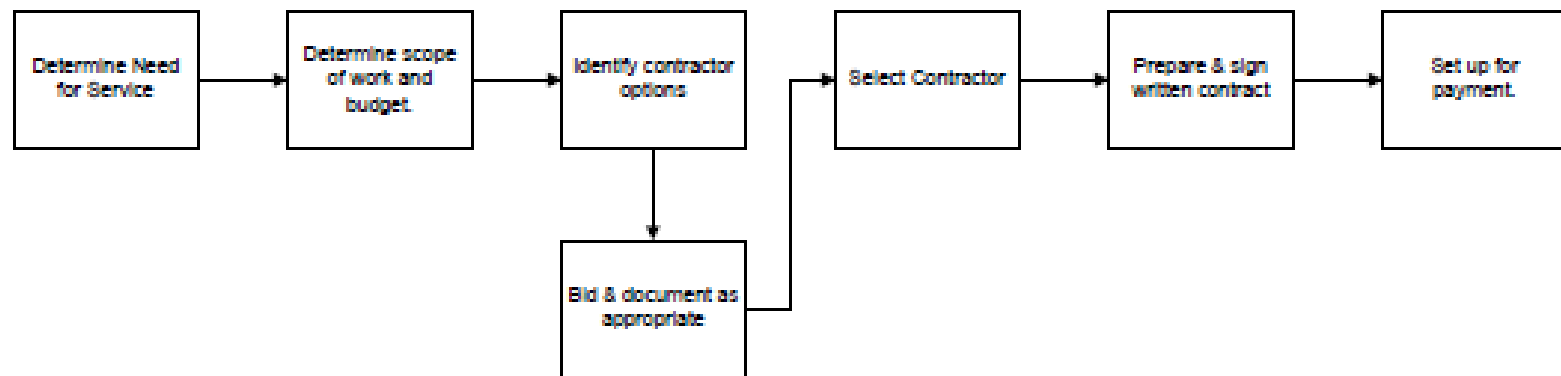 Determine Need
for Service
Determine scope
of work and
budget.
Identify contractor
options
Bid & document as
appropriate
Select Contractor
Prepare & sign
written contract
Set up for
payment.